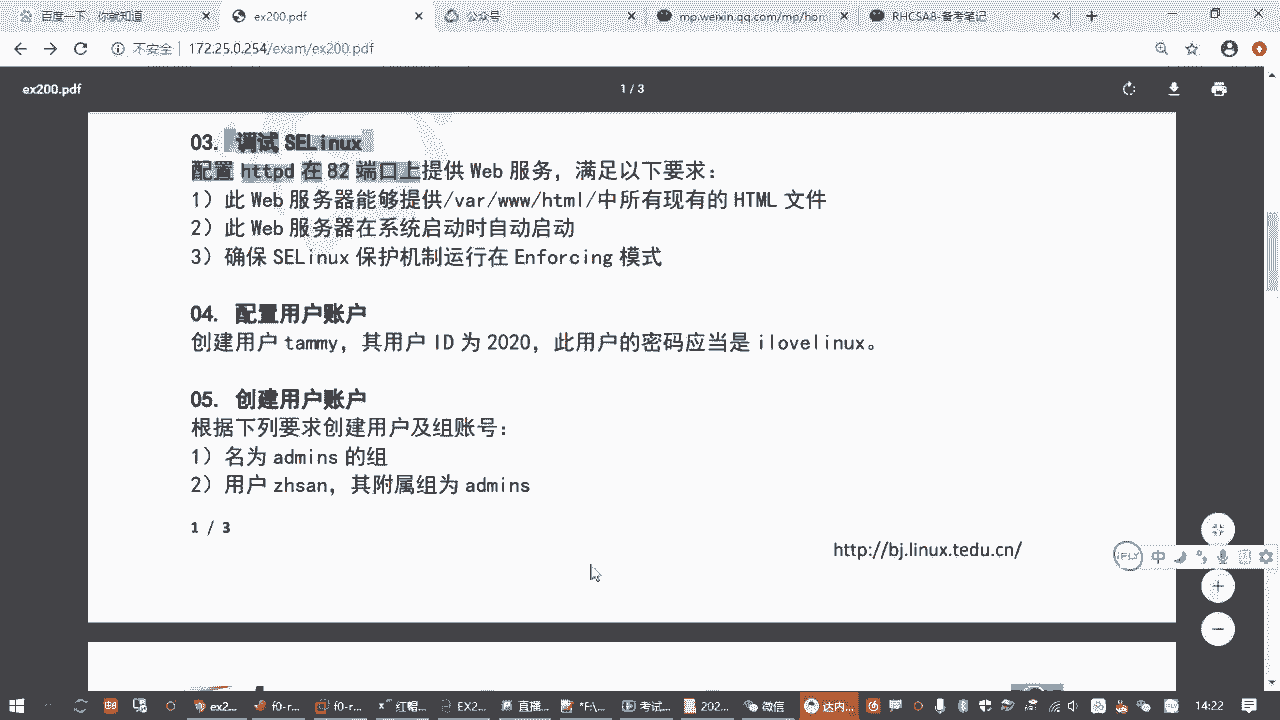 百度一下，你就知道
ex200.pdf
公众号
mp.weixin.qq.com/mp/hom
RHCSA8-备考笔记
不安全
172.25.0.254/exam/ex200.pdf
ex200.pdf
1 / 3
03. 调试 SELinux
配置 httpd 在 82 端口上提供 Web 服务，满足以下要求：
1）此 Web 服务器能够提供/var/www/html/中所有现有的 HTML 文件
2）此 Web 服务器在系统启动时自动启动
3）确保 SELinux 保护机制运行在 Enforcing 模式
04. 配置用户账户
创建用户 tammy，其用户 ID 为 2020，此用户的密码应当是 ilovelinux。
05. 创建用户账户
根据下列要求创建用户及组账号：
1）名为 admins 的组
2）用户 zhsan，其附属组为 admins
1 / 3
http://bj.linux.tedu.cn/
iFLY
中
ex2...
f0-r...
f0-r...
红帽...
EX2...
直播...
*F:\...
考试...
202...
微信
达内...
14:22